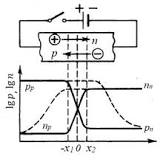 + -
⊕ → n
p ← ⊖
lg p, lg n
p_p
n_n
n_p
p_n
-x_1 0 x_2